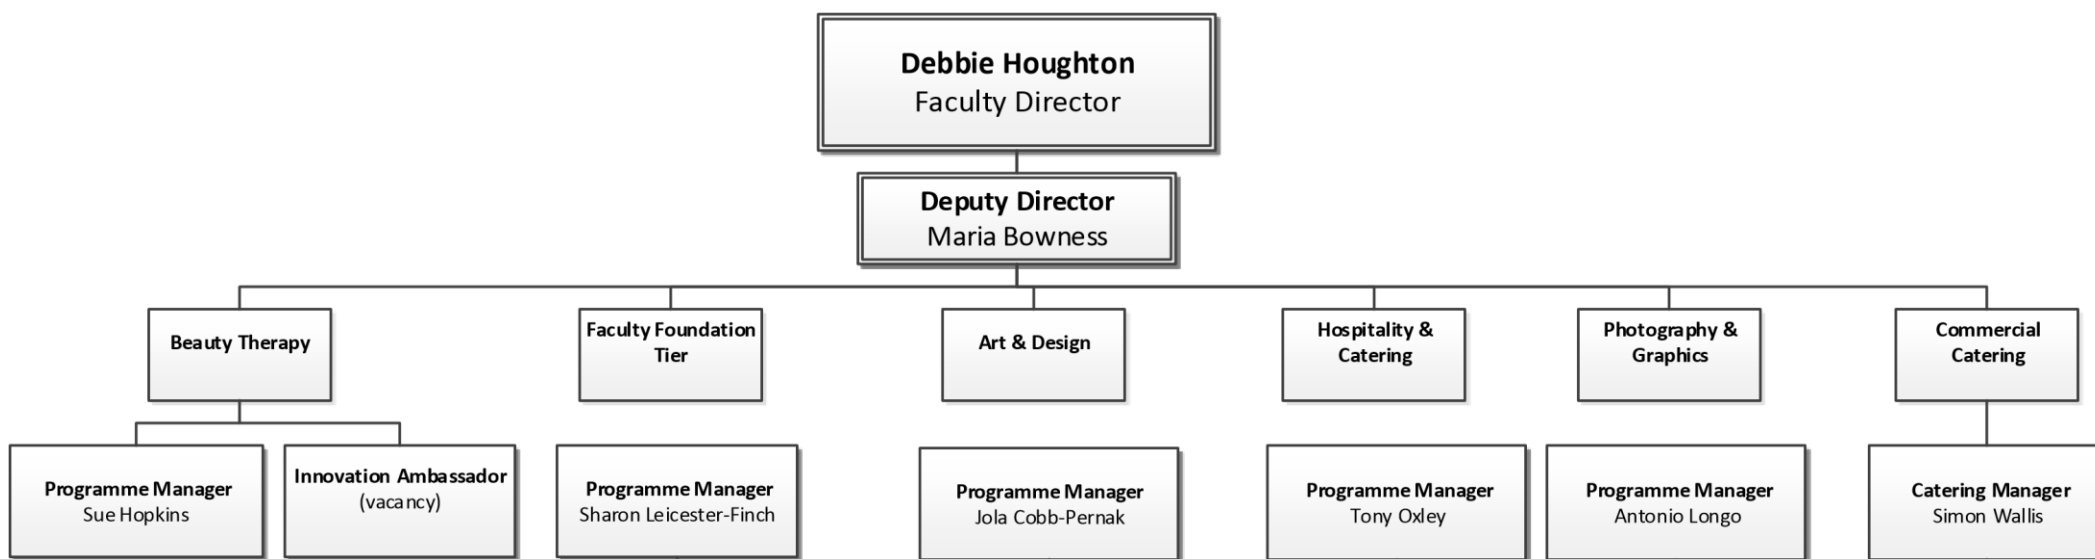 Debbie Houghton
Faculty Director
Deputy Director
Maria Bowness
Beauty Therapy
Faculty Foundation
Tier
Art & Design
Hospitality &
Catering
Photography &
Graphics
Commercial
Catering
Programme Manager
Sue Hopkins
Innovation Ambassador
(vacancy)
Programme Manager
Sharon Leicester-Finch
Programme Manager
Jola Cobb-Pernak
Programme Manager
Tony Oxley
Programme Manager
Antonio Longo
Catering Manager
Simon Wallis